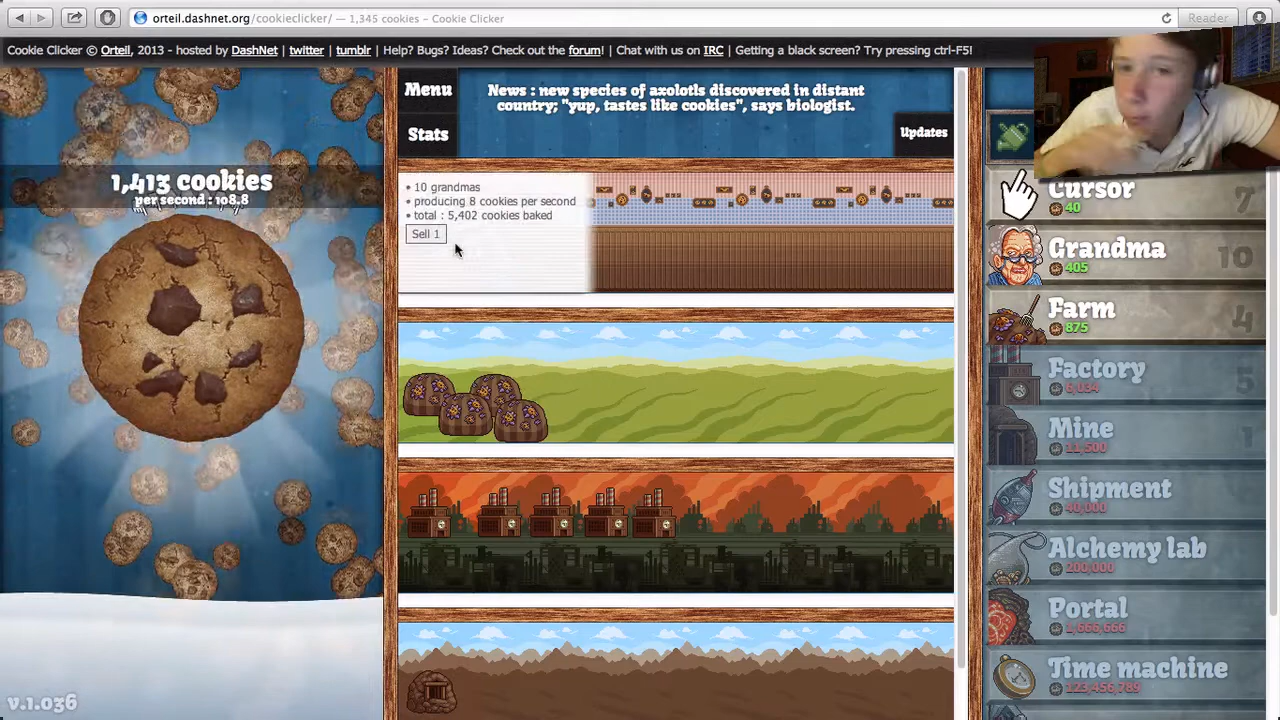 orteil.dashnet.org/cookieclicker/ — 1,345 cookies - Cookie Clicker
Reader
Cookie Clicker © Orteil, 2013 - hosted by DashNet | twitter | tumblr | Help? Bugs? Ideas? Check out the forum! | Chat with us on IRC | Getting a black screen? Try pressing ctrl-F5!
1,413 cookies
per second : 108.8
v.1.036
Menu
Stats
News : new species of axolotls discovered in distant
country; "yup, tastes like cookies", says biologist.
Updates
• 10 grandmas
• producing 8 cookies per second
• total : 5,402 cookies baked
Sell 1
Cursor
40
7
Grandma
405
10
Farm
875
4
Factory
6,034
5
Mine
11,500
1
Shipment
40,000
Alchemy lab
200,000
Portal
1,666,666
Time machine
123,456,789